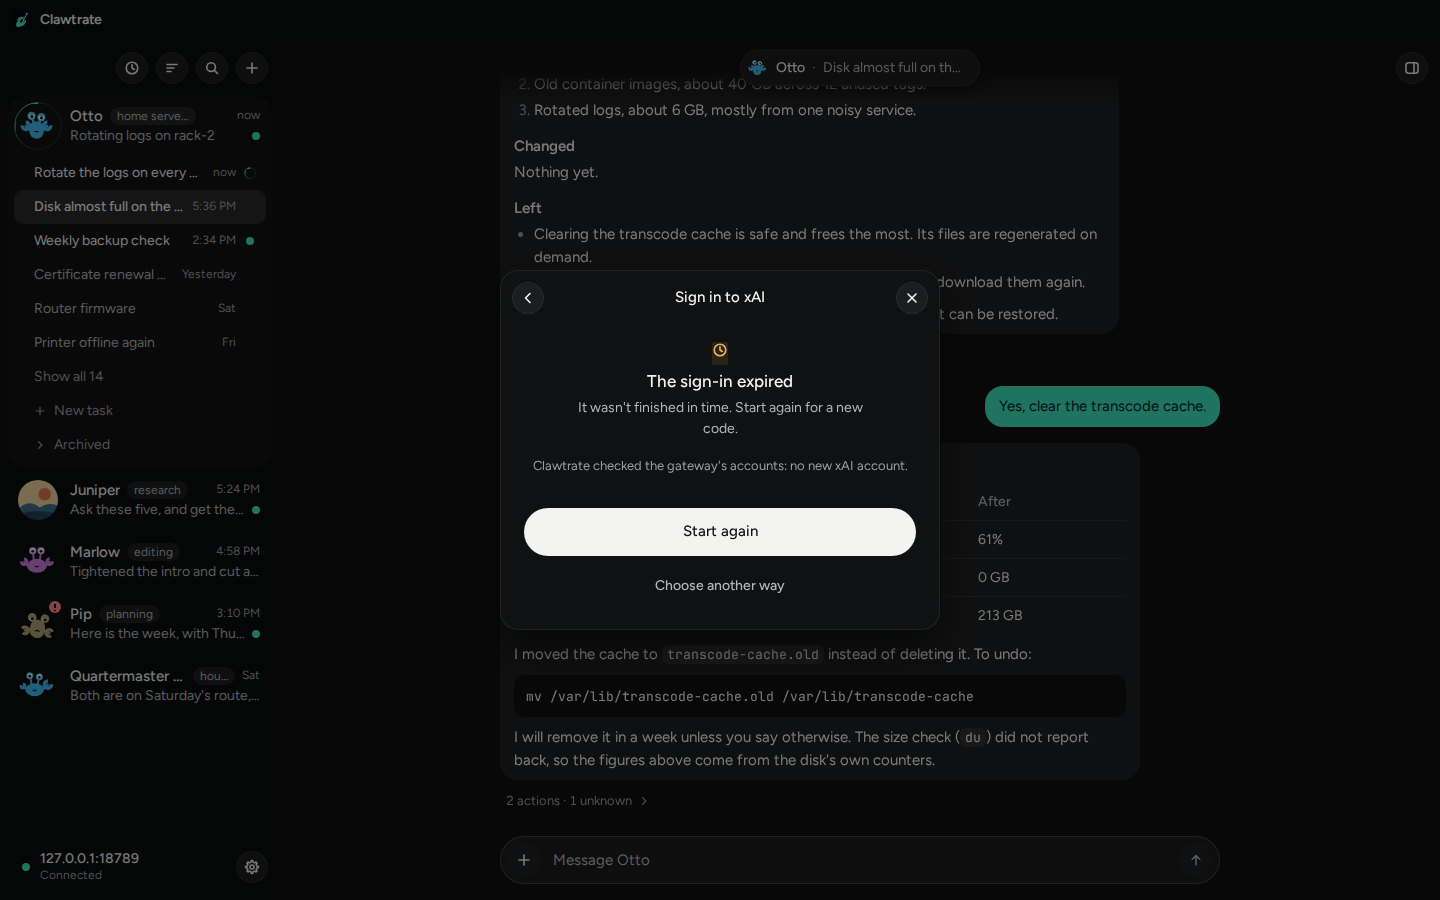 Clawtrate
Otto home serve... now
Rotating logs on rack-2
Rotate the logs on every ... now
Disk almost full on the ... 5:36 PM
Weekly backup check 2:34 PM
Certificate renewal ... Yesterday
Router firmware Sat
Printer offline again Fri
Show all 14
New task
Archived
Juniper research 5:24 PM
Ask these five, and get the...
Marlow editing 4:58 PM
Tightened the intro and cut a...
Pip planning 3:10 PM
Here is the week, with Thu...
Quartermaster ... hou... Sat
Both are on Saturday's route,...
127.0.0.1:18789
Connected
Otto · Disk almost full on th...
2. Old container images, about 40 GB across 12 unused tags.
3. Rotated logs, about 6 GB, mostly from one noisy service.
Changed
Nothing yet.
Left
• Clearing the transcode cache is safe and frees the most. Its files are regenerated on
demand.
download them again.
t can be restored.
Sign in to xAI
The sign-in expired
It wasn't finished in time. Start again for a new
code.
Clawtrate checked the gateway's accounts: no new xAI account.
Start again
Choose another way
Yes, clear the transcode cache.
After
61%
0 GB
213 GB
I moved the cache to transcode-cache.old instead of deleting it. To undo:
mv /var/lib/transcode-cache.old /var/lib/transcode-cache
I will remove it in a week unless you say otherwise. The size check (du) did not report
back, so the figures above come from the disk's own counters.
2 actions · 1 unknown
Message Otto